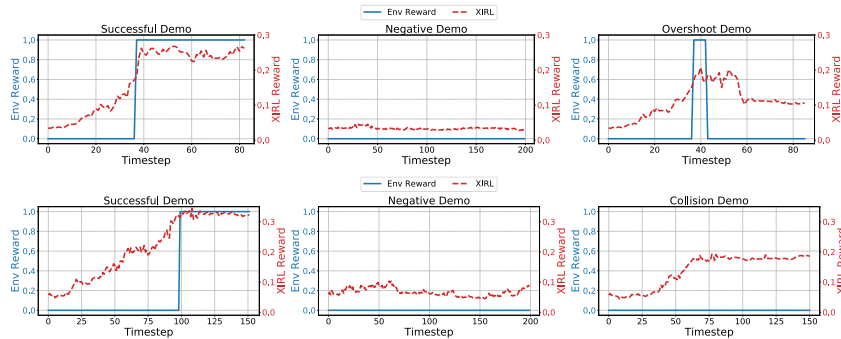 Env Reward XIRL
Successful Demo
Negative Demo
Overshoot Demo
Env Reward
1.0
0.8
0.6
0.4
0.2
0.0
0.3
0.2
0.1
0.0
XIRL Reward
0 20 40 60 80
Timestep
Env Reward
1.0
0.8
0.6
0.4
0.2
0.0
0.3
0.2
0.1
0.0
XIRL Reward
0 50 100 150 200
Timestep
Env Reward
1.0
0.8
0.6
0.4
0.2
0.0
0.3
0.2
0.1
0.0
XIRL Reward
0 20 40 60 80
Timestep
Env Reward XIRL
Successful Demo
Negative Demo
Collision Demo
Env Reward
1.0
0.8
0.6
0.4
0.2
0.0
0.3
0.2
0.1
0.0
XIRL Reward
0 25 50 75 100 125 150
Timestep
Env Reward
1.0
0.8
0.6
0.4
0.2
0.0
0.3
0.2
0.1
0.0
XIRL Reward
0 50 100 150 200
Timestep
Env Reward
1.0
0.8
0.6
0.4
0.2
0.0
0.3
0.2
0.1
0.0
XIRL Reward
0 25 50 75 100 125 150
Timestep